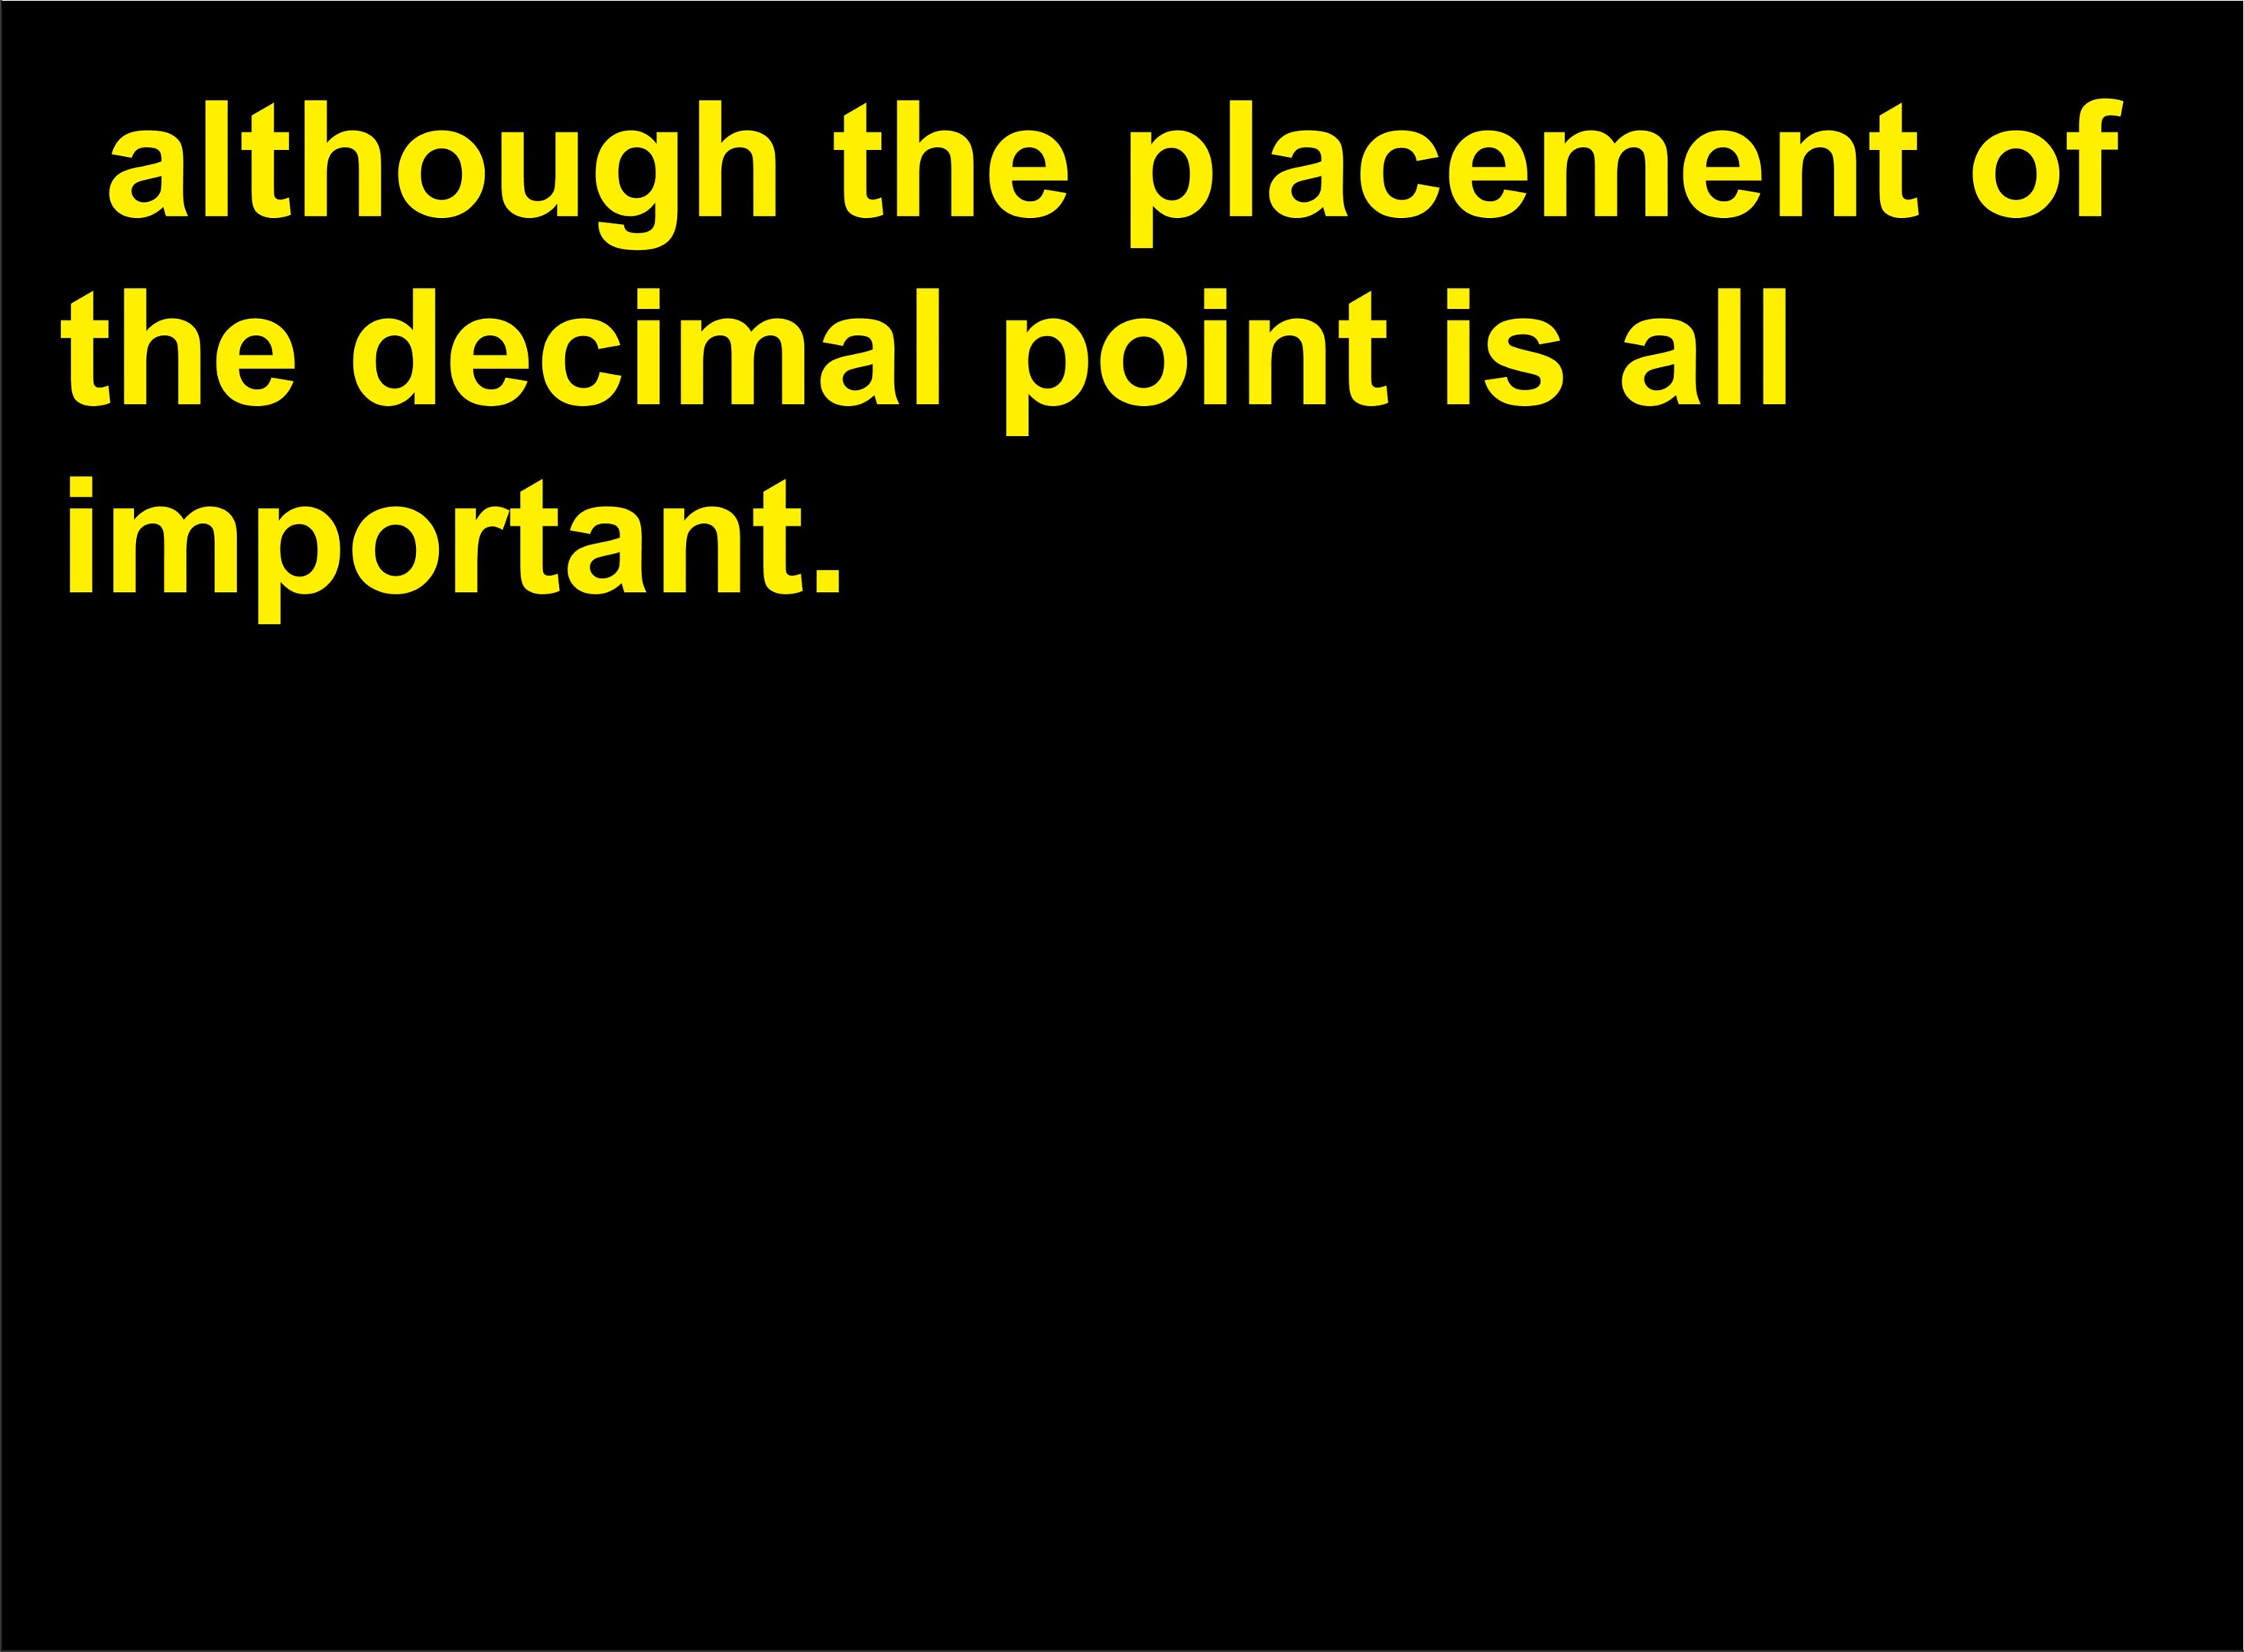 although the placement of
the decimal point is all
important.